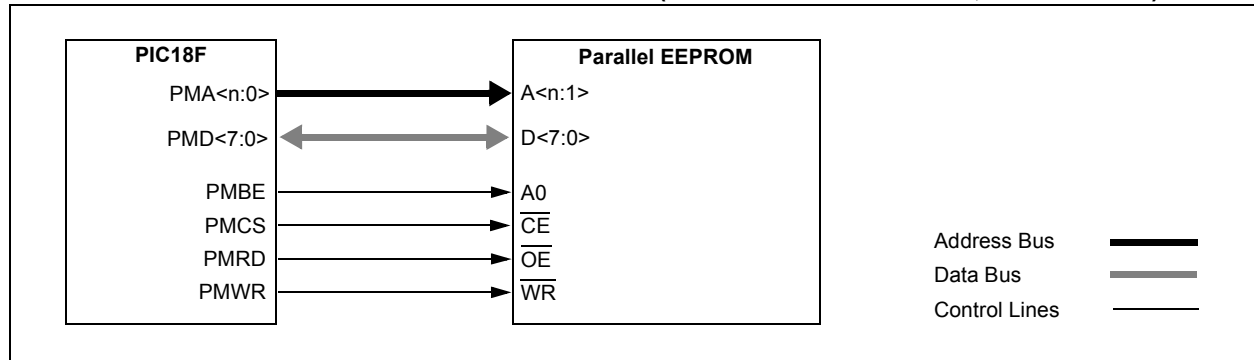 PIC18F
PMA<n:0>
PMD<7:0>
PMBE
PMCS
PMRD
PMWR
Parallel EEPROM
A<n:1>
D<7:0>
A0
CE
OE
WR
Address Bus
Data Bus
Control Lines